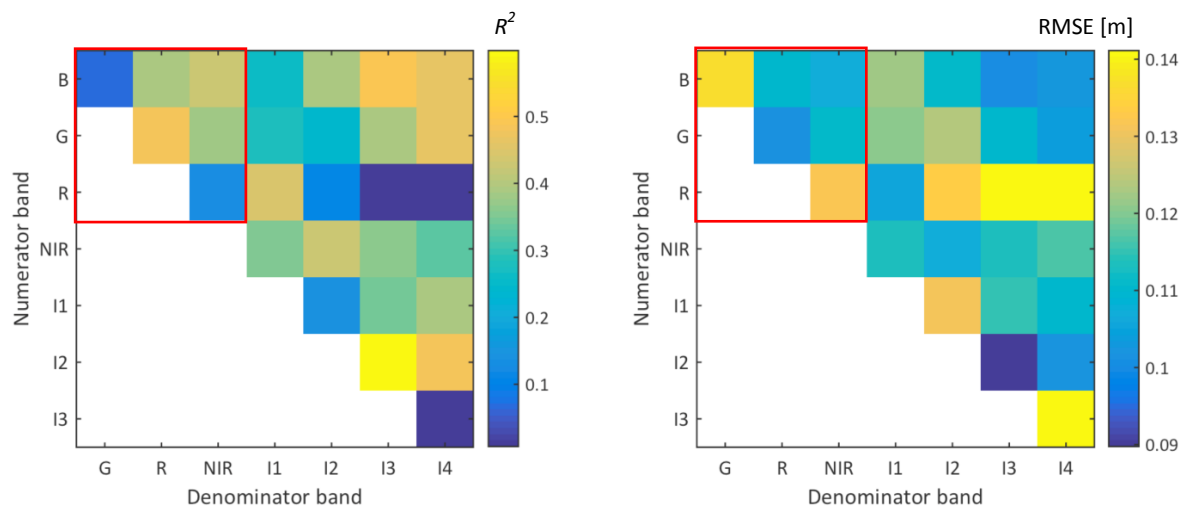 R²
B
G
R
NIR
I1
I2
I3
Numerator band
G R NIR I1 I2 I3 I4
Denominator band
0.5
0.4
0.3
0.2
0.1
RMSE [m]
B
G
R
NIR
I1
I2
I3
Numerator band
G R NIR I1 I2 I3 I4
Denominator band
0.14
0.13
0.12
0.11
0.1
0.09